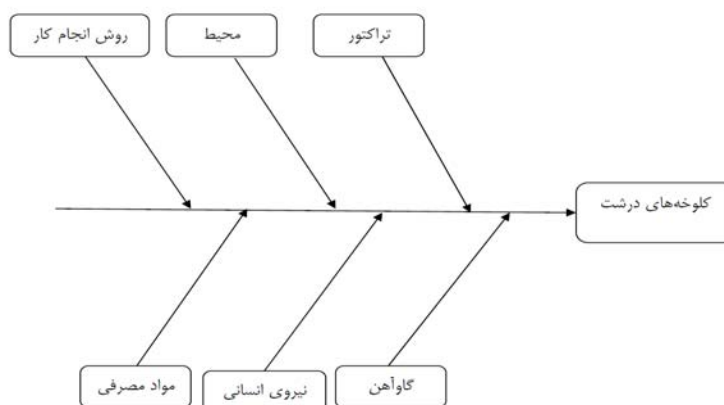 تراکتور
محیط
روش انجام کار
کلوخه‌های درشت
گاوآهن
نیروی انسانی
مواد مصرفی